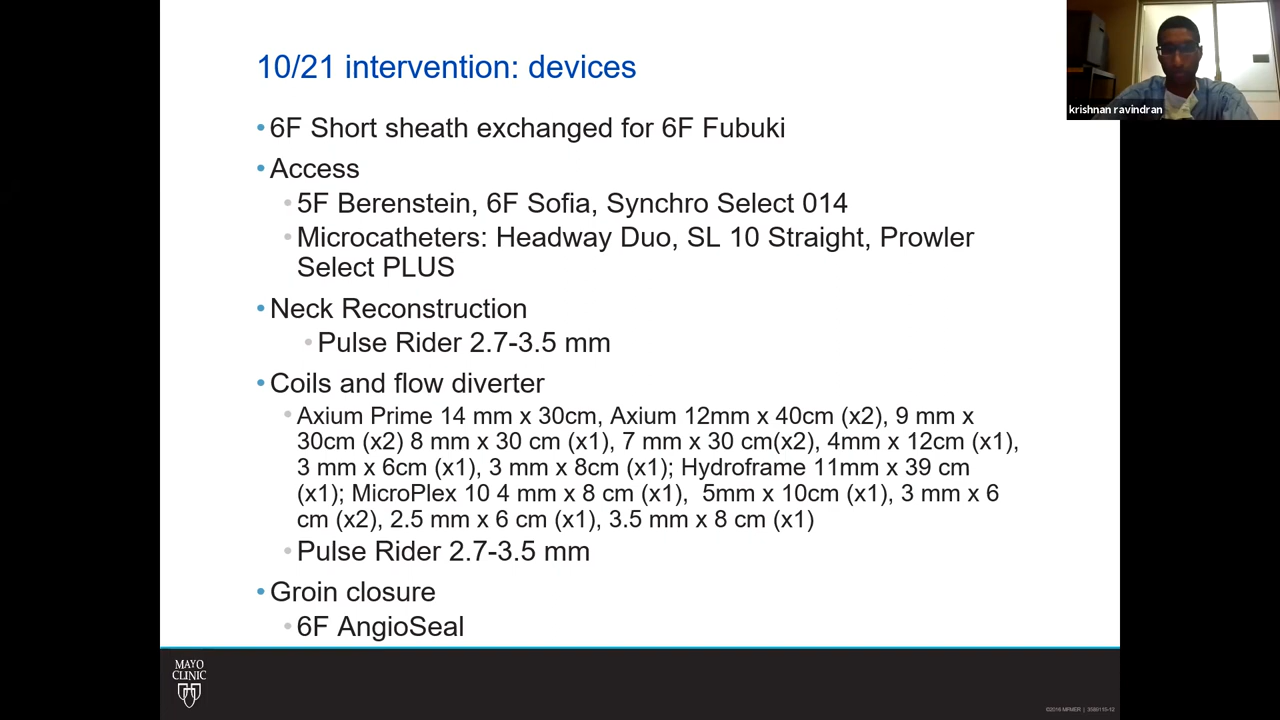 10/21 intervention: devices
krishnan ravindran
•6F Short sheath exchanged for 6F Fubuki
•Access
•5F Berenstein, 6F Sofia, Synchro Select 014
•Microcatheters: Headway Duo, SL 10 Straight, Prowler
Select PLUS
•Neck Reconstruction
•Pulse Rider 2.7-3.5 mm
•Coils and flow diverter
•Axium Prime 14 mm x 30cm, Axium 12mm x 40cm (x2), 9 mm x
30cm (x2) 8 mm x 30 cm (x1), 7 mm x 30 cm(x2), 4mm x 12cm (x1),
3 mm x 6cm (x1), 3 mm x 8cm (x1); Hydroframe 11mm x 39 cm
(x1); MicroPlex 10 4 mm x 8 cm (x1),  5mm x 10cm (x1), 3 mm x 6
cm (x2), 2.5 mm x 6 cm (x1), 3.5 mm x 8 cm (x1)
•Pulse Rider 2.7-3.5 mm
•Groin closure
•6F AngioSeal
MAYO
CLINIC
©2016 MFMER | 3580115-12